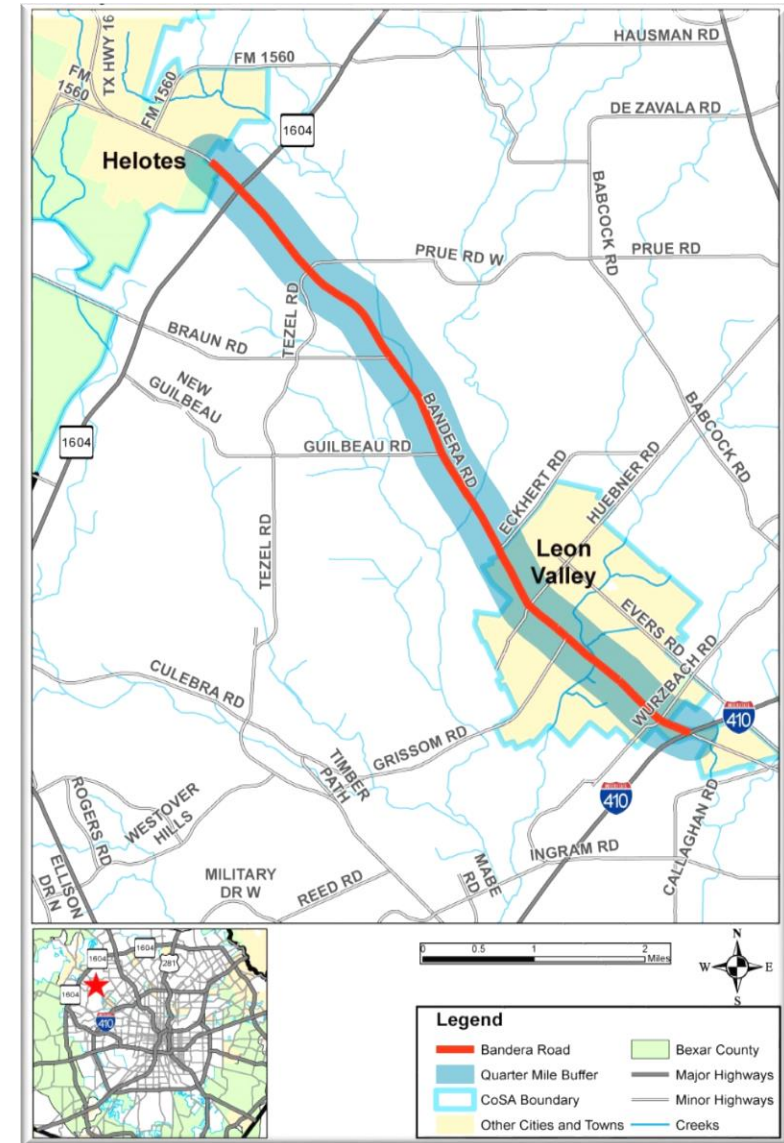 HAUSMAN RD
FM 1560
TX HWY 16
FM
1560
FM 1560
DE ZAVALA RD
1604
Helotes
BABCOCK RD
PRUE RD W
PRUE RD
TEZEL RD
BRAUN RD
NEW
GUILBEAU
BANDERA RD
BABCOCK RD
1604
GUILBEAU RD
ECKHERT RD
HUEBNER RD
TEZEL RD
Leon
Valley
EVERS RD
WURZBACH RD
CULEBRA RD
GRISSOM RD
410
TIMBER
PATH
410
ROGERS RD
WESTOVER
HILLS
INGRAM RD
CALLAGHAN RD
MABE
RD
ELLISON
DR N
MILITARY
DR W
REED RD
1604
1604
281
1604
410
0 0.5 1 2
Miles
N
W E
S
Legend
Bandera Road
Bexar County
Quarter Mile Buffer
Major Highways
CoSA Boundary
Minor Highways
Other Cities and Towns
Creeks